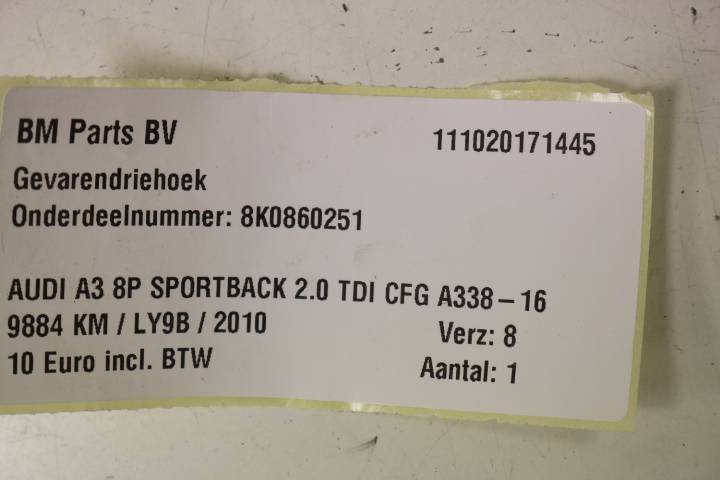 BM Parts BV 111020171445
Gevarendriehoek
Onderdeelnummer: 8K0860251
AUDI A3 8P SPORTBACK 2.0 TDI CFG A338-16
9884 KM / LY9B / 2010 Verz: 8
10 Euro incl. BTW Aantal: 1